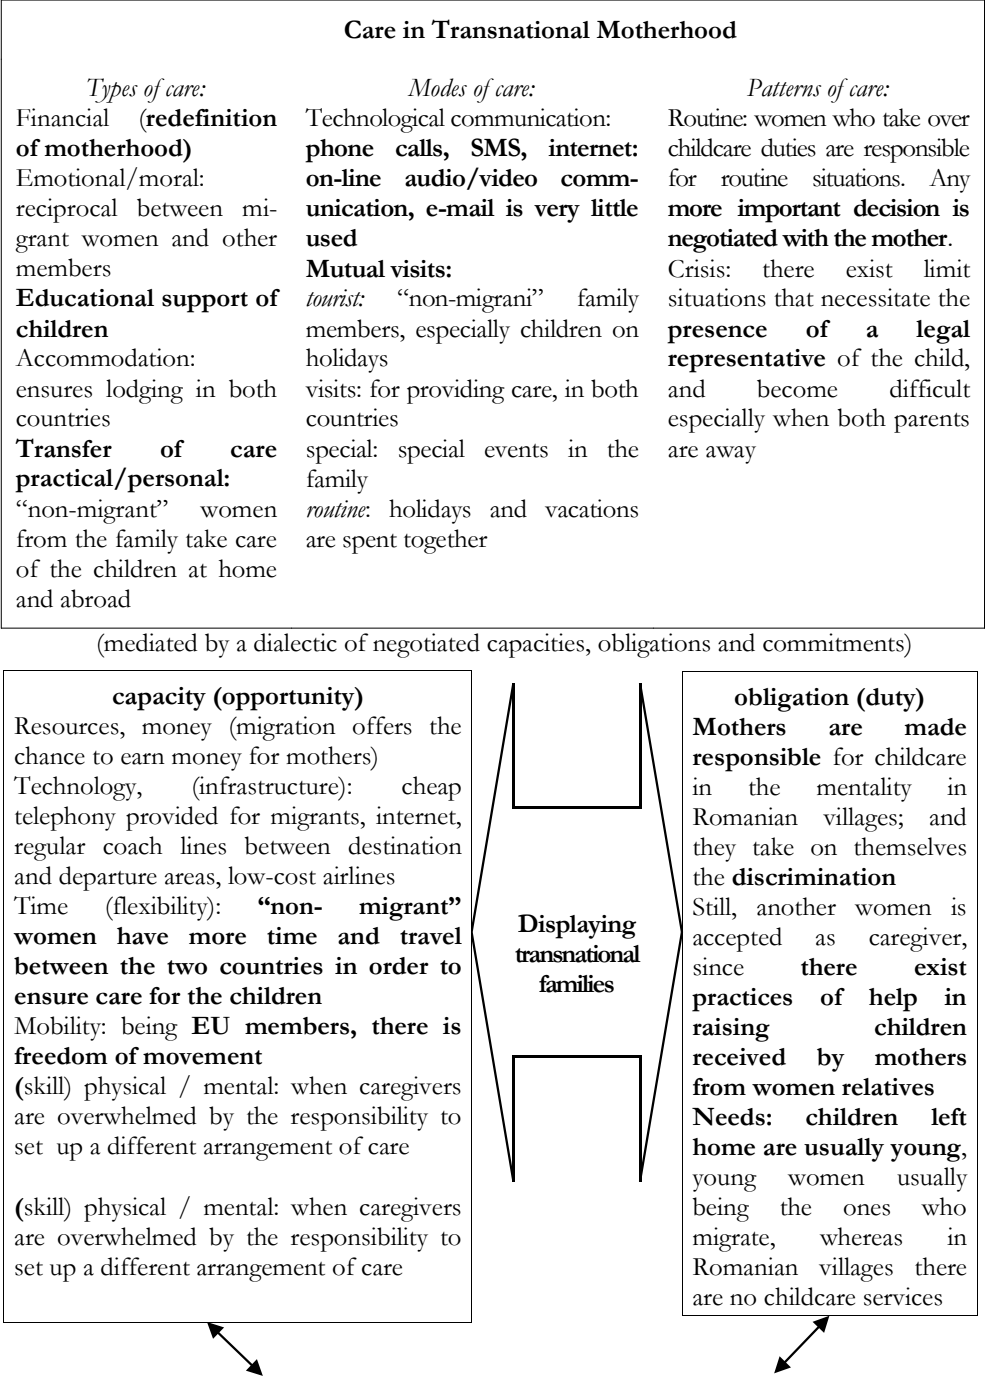 Care in Transnational Motherhood
Types of care:
Financial (redefinition
of motherhood)
Emotional/moral:
reciprocal between mi-
grant women and other
members
Educational support of
children
Accommodation:
ensures lodging in both
countries
Transfer of care
practical/personal:
“non-migrant” women
from the family take care
of the children at home
and abroad
Modes of care:
Technological communication:
phone calls, SMS, internet:
on-line audio/video comm-
unication, e-mail is very little
used
Mutual visits:
tourist: “non-migrani” family
members, especially children on
holidays
visits: for providing care, in both
countries
special: special events in the
family
routine: holidays and vacations
are spent together
Patterns of care:
Routine: women who take over
childcare duties are responsible
for routine situations. Any
more important decision is
negotiated with the mother.
Crisis: there exist limit
situations that necessitate the
presence of a legal
representative of the child,
and become difficult
especially when both parents
are away
(mediated by a dialectic of negotiated capacities, obligations and commitments)
capacity (opportunity)
Resources, money (migration offers the
chance to earn money for mothers)
Technology, (infrastructure): cheap
telephony provided for migrants, internet,
regular coach lines between destination
and departure areas, low-cost airlines
Time (flexibility): “non- migrant”
women have more time and travel
between the two countries in order to
ensure care for the children
Mobility: being EU members, there is
freedom of movement
(skill) physical / mental: when caregivers
are overwhelmed by the responsibility to
set up a different arrangement of care
(skill) physical / mental: when caregivers
are overwhelmed by the responsibility to
set up a different arrangement of care
Displaying
transnational
families
obligation (duty)
Mothers are made
responsible for childcare
in the mentality in
Romanian villages; and
they take on themselves
the discrimination
Still, another women is
accepted as caregiver,
since there exist
practices of help in
raising children
received by mothers
from women relatives
Needs: children left
home are usually young,
young women usually
being the ones who
migrate, whereas in
Romanian villages there
are no childcare services